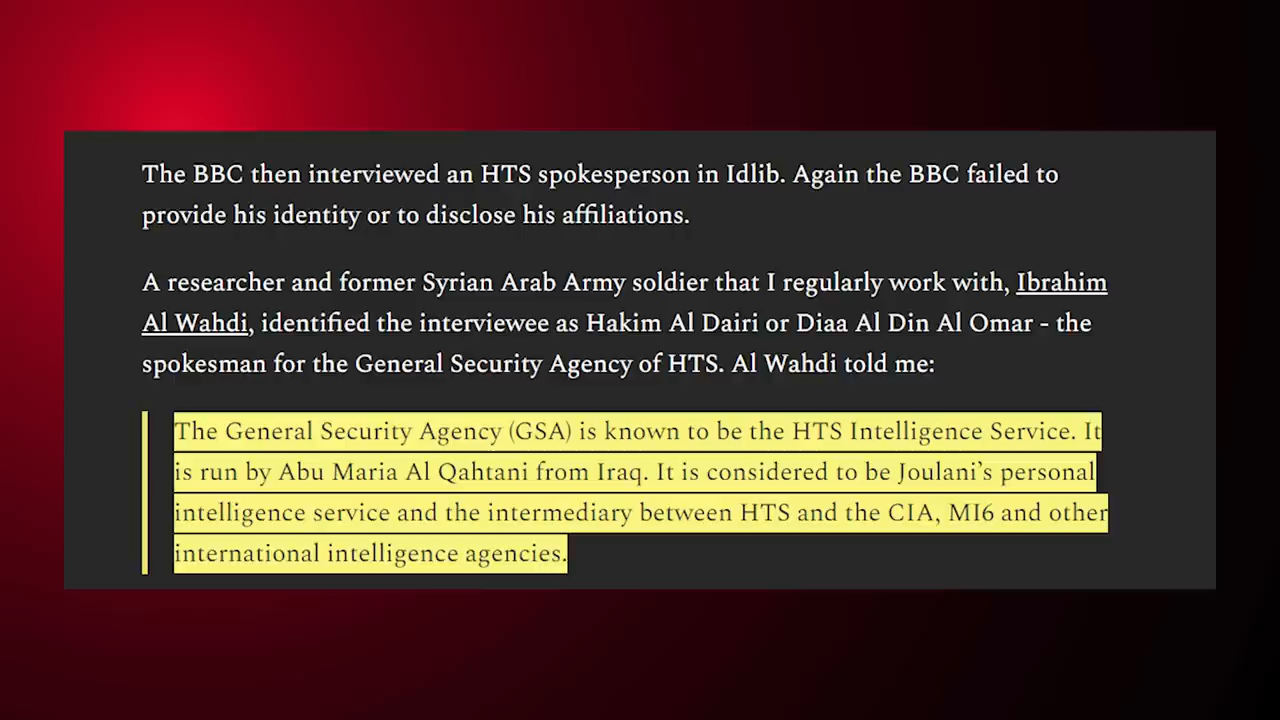 The BBC then interviewed an HTS spokesperson in Idlib. Again the BBC failed to
provide his identity or to disclose his affiliations.
A researcher and former Syrian Arab Army soldier that I regularly work with, Ibrahim
Al Wahdi, identified the interviewee as Hakim Al Dairi or Diaa Al Din Al Omar - the
spokesman for the General Security Agency of HTS. Al Wahdi told me:
The General Security Agency (GSA) is known to be the HTS Intelligence Service. It
is run by Abu Maria Al Qahtani from Iraq. It is considered to be Joulani’s personal
intelligence service and the intermediary between HTS and the CIA, MI6 and other
international intelligence agencies.